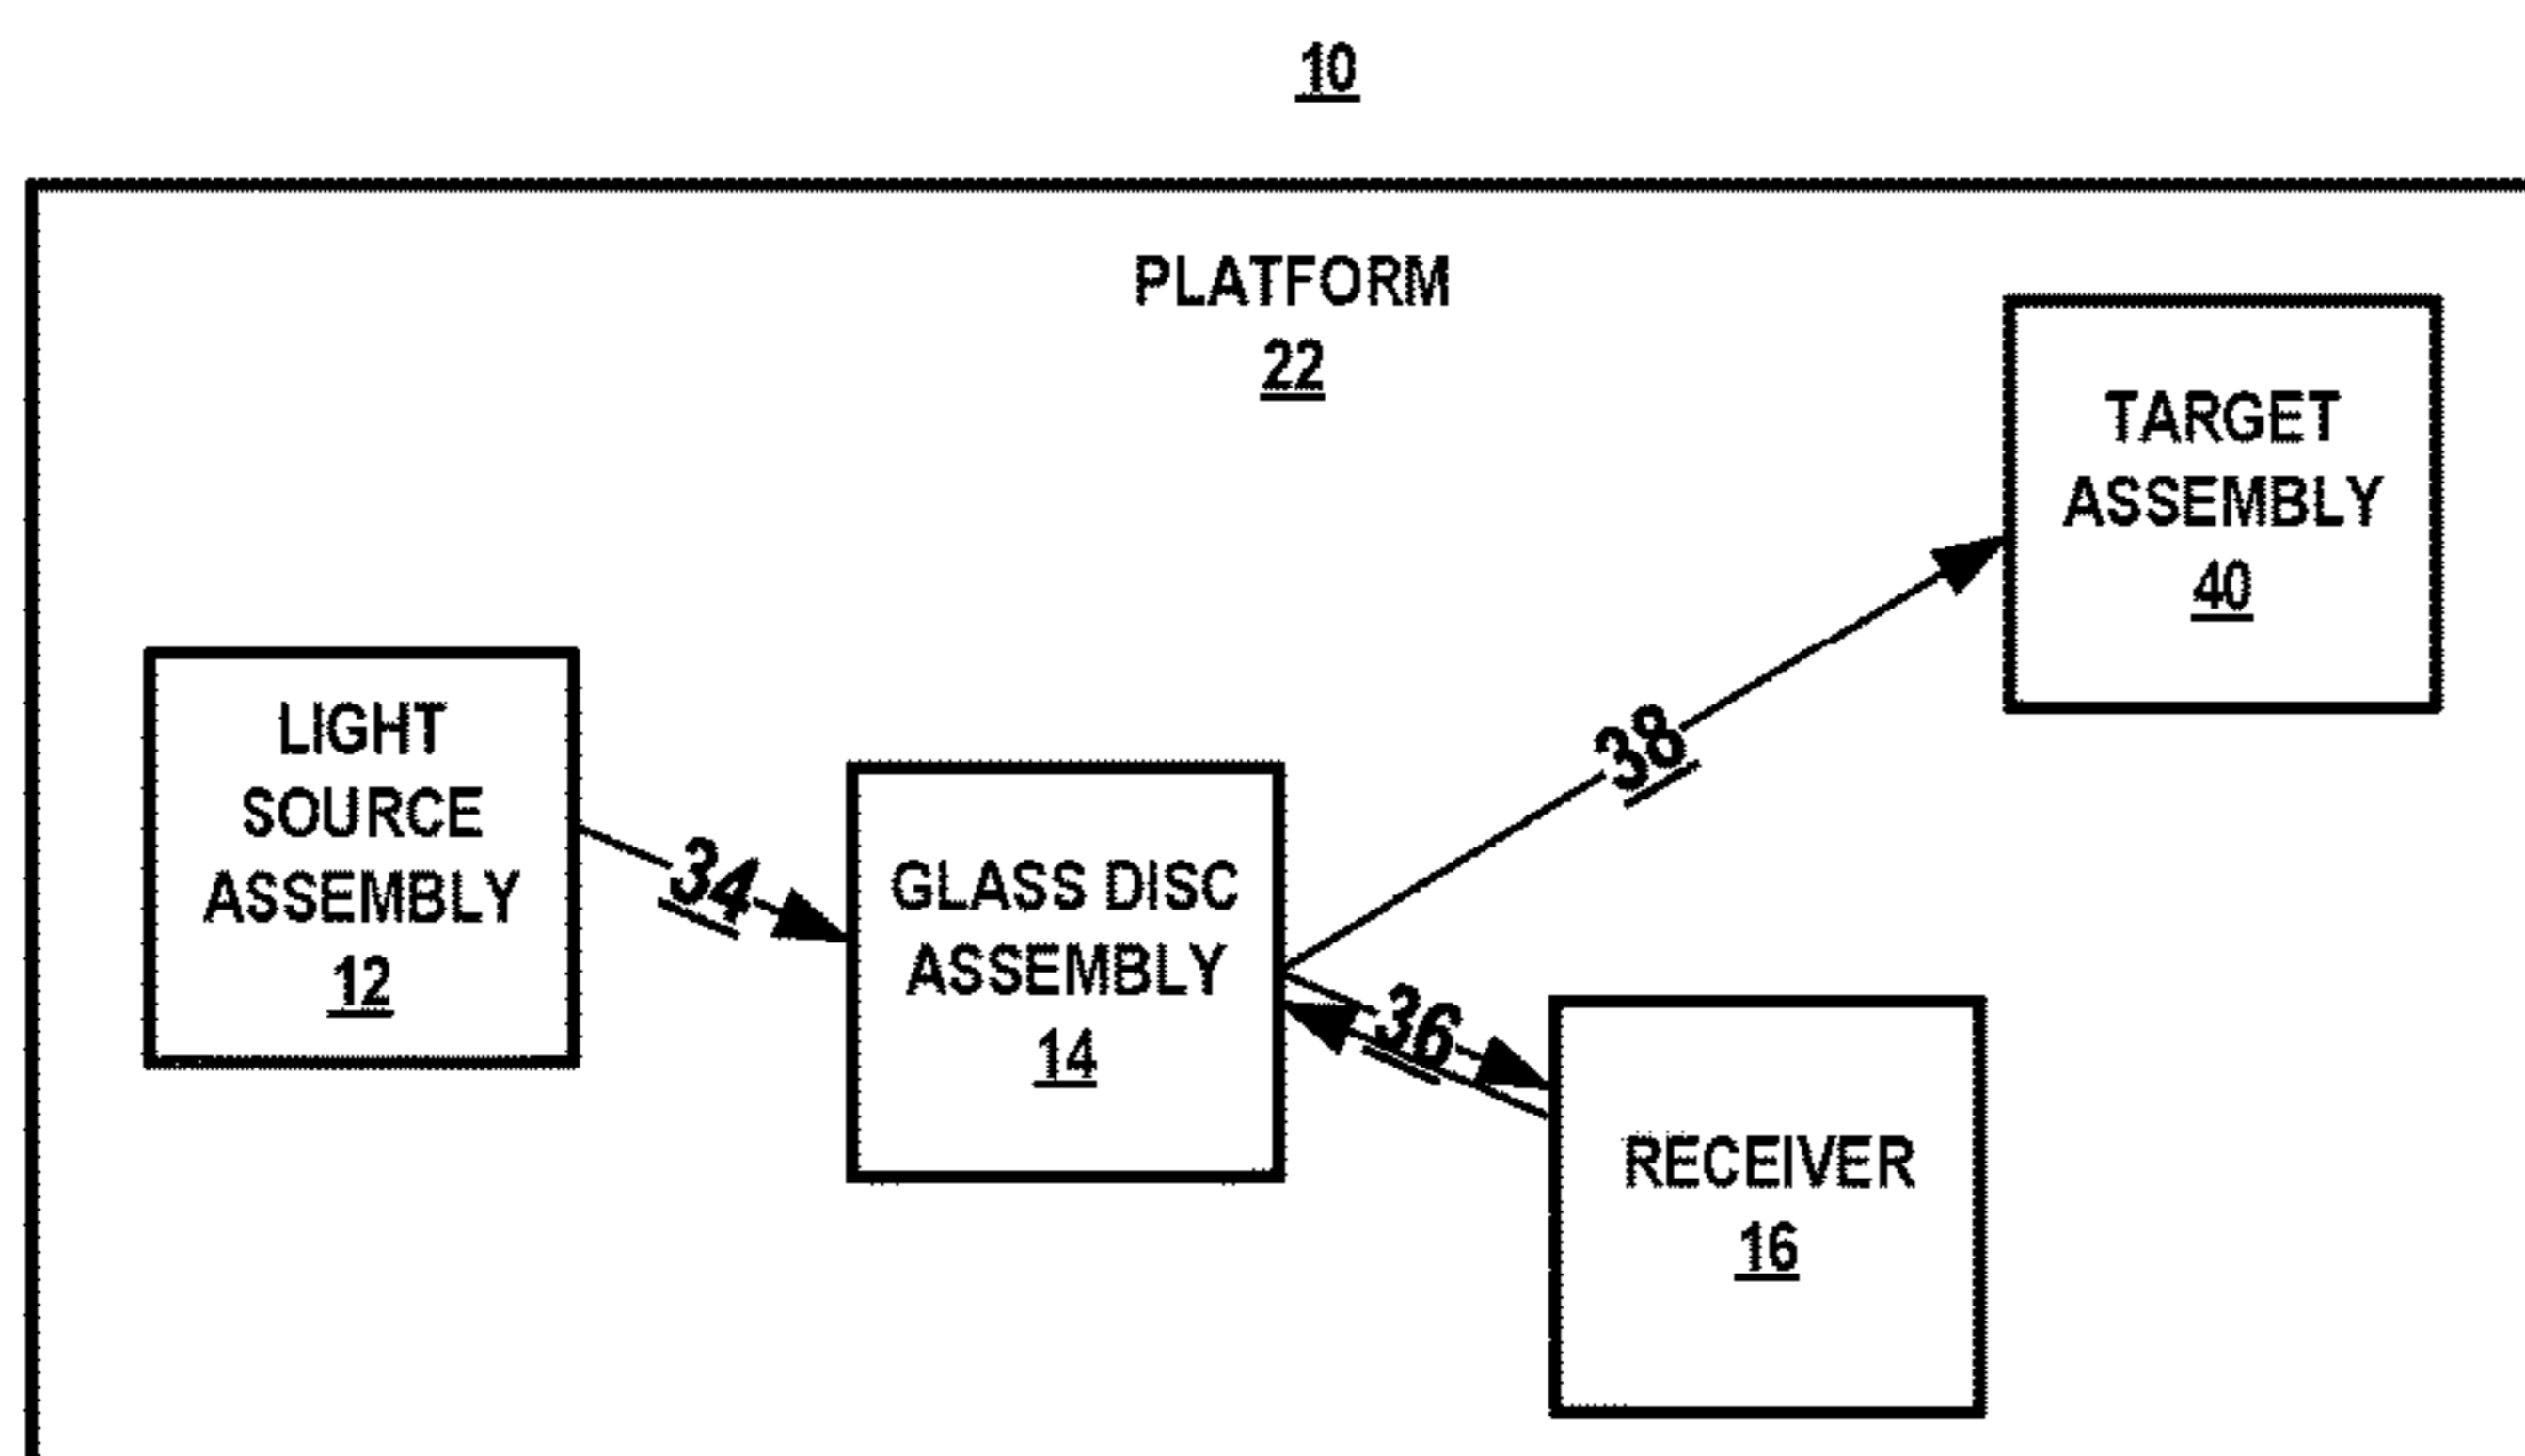 10
PLATFORM
22
TARGET
ASSEMBLY
40
LIGHT
SOURCE
ASSEMBLY
12
34
GLASS DISC
ASSEMBLY
14
38
36
RECEIVER
16